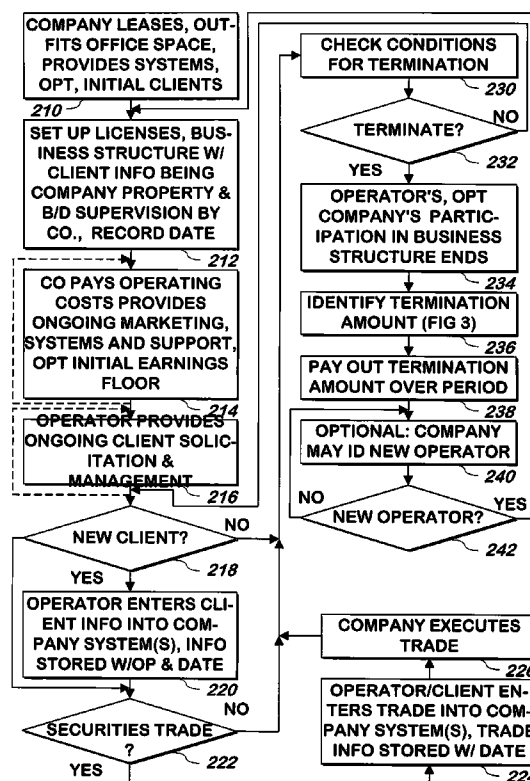 COMPANY LEASES, OUT-
FITS OFFICE SPACE,
PROVIDES SYSTEMS,
OPT, INITIAL CLIENTS
210
SET UP LICENSES, BUS-
INESS STRUCTURE W/
CLIENT INFO BEING
COMPANY PROPERTY &
B/D SUPERVISION BY
CO., RECORD DATE
212
CO PAYS OPERATING
COSTS PROVIDES
ONGOING MARKETING,
SYSTEMS AND SUPPORT,
OPT INITIAL EARNINGS
FLOOR
214
OPERATOR PROVIDES
ONGOING CLIENT SOLIC-
ITATION &
MANAGEMENT
216
NEW CLIENT?
NO
218
YES
OPERATOR ENTERS CLI-
ENT INFO INTO COM-
PANY SYSTEM(S), INFO
STORED W/OP & DATE
220
SECURITIES TRADE
?
NO
222
YES
CHECK CONDITIONS
FOR TERMINATION
230
TERMINATE?
NO
232
YES
OPERATOR'S, OPT
COMPANY'S PARTIC-
IPATION IN BUSINESS
STRUCTURE ENDS
234
IDENTIFY TERMINATION
AMOUNT (FIG 3)
236
PAY OUT TERMINATION
AMOUNT OVER PERIOD
238
OPTIONAL: COMPANY
MAY ID NEW OPERATOR
240
NO
NEW OPERATOR?
YES
242
COMPANY EXECUTES
TRADE
OPERATOR/CLIENT EN-
TERS TRADE INTO COM-
PANY SYSTEM(S), TRADE
INFO STORED W/ DATE